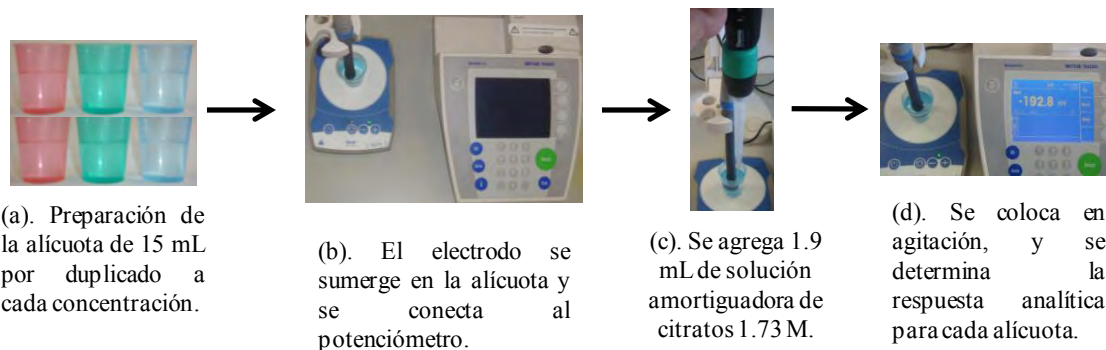 -192.8 mV
(a). Preparación de
la alícuota de 15 mL
por duplicado a
cada concentración.
(b). El electrodo se
sumerge en la alícuota y
se conecta al
potenciómetro.
(c). Se agrega 1.9
mL de solución
amortiguadora de
citratos 1.73 M.
(d). Se coloca en
agitación, y se
determina la
respuesta analítica
para cada alícuota.